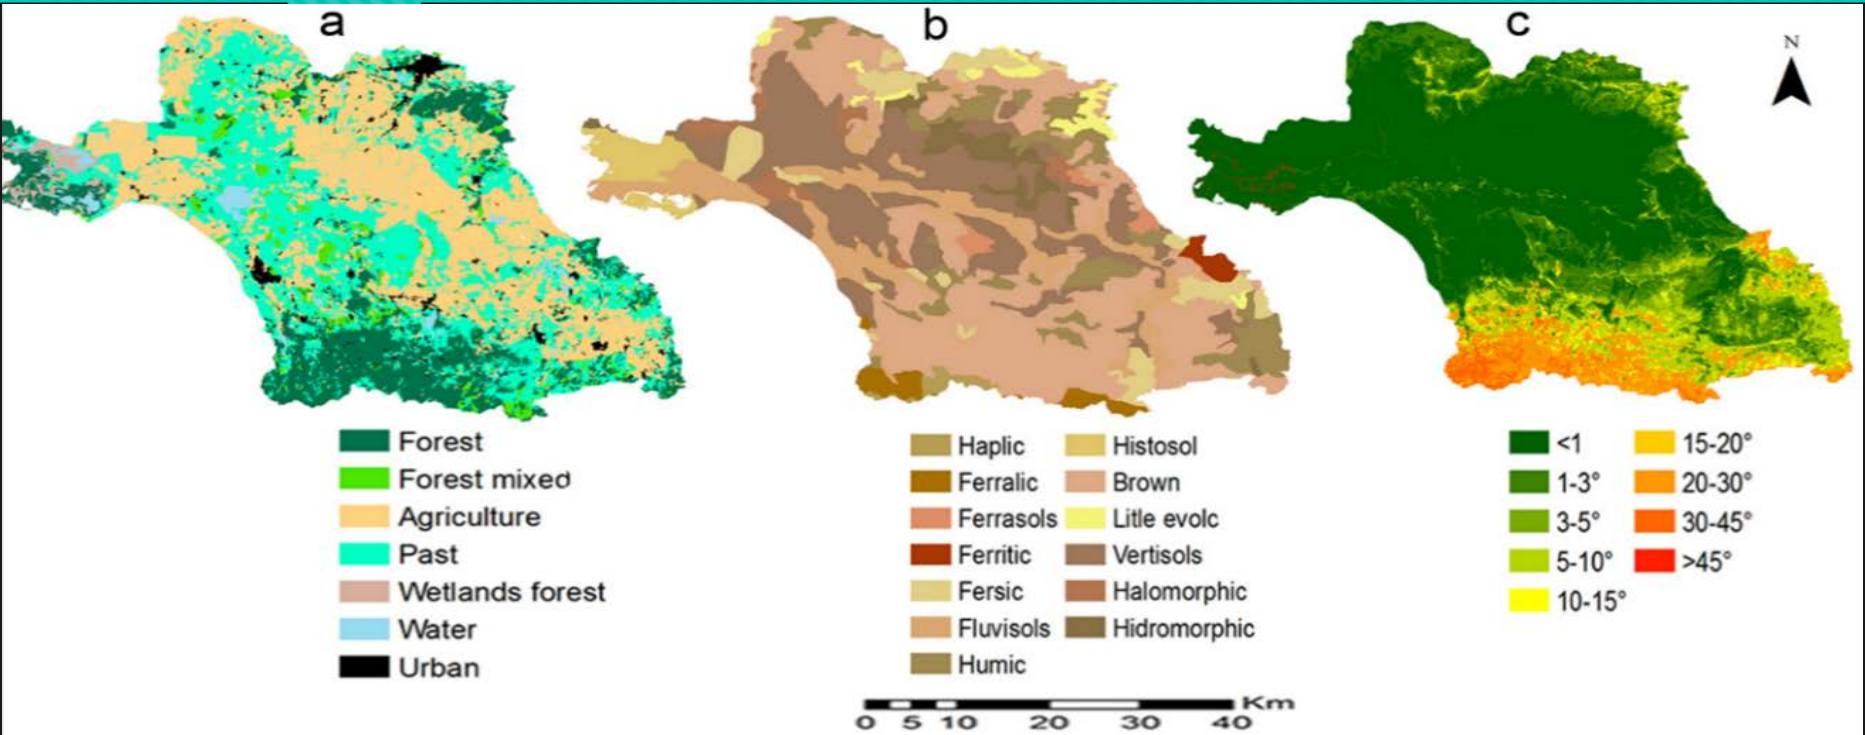 a
b
c
N
Forest
Forest mixed
Agriculture
Past
Wetlands forest
Water
Urban
Haplic
Ferralic
Ferrasols
Ferritic
Fersic
Fluvisols
Humic
Histosol
Brown
Litle evolc
Vertisols
Halomorphic
Hidromorphic
<1
1-3°
3-5°
5-10°
10-15°
15-20°
20-30°
30-45°
>45°
Km
0 5 10 20 30 40